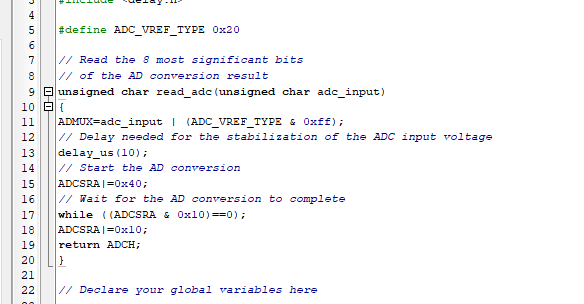 3 #include <delay.h>
4
5 #define ADC_VREF_TYPE 0x20
6
7 // Read the 8 most significant bits
8 // of the AD conversion result
9 unsigned char read_adc(unsigned char adc_input)
10 {
11 ADMUX=adc_input | (ADC_VREF_TYPE & 0xff);
12 // Delay needed for the stabilization of the ADC input voltage
13 delay_us(10);
14 // Start the AD conversion
15 ADCSRA|=0x40;
16 // Wait for the AD conversion to complete
17 while ((ADCSRA & 0x10)==0);
18 ADCSRA|=0x10;
19 return ADCH;
20 }
21
22 // Declare your global variables here